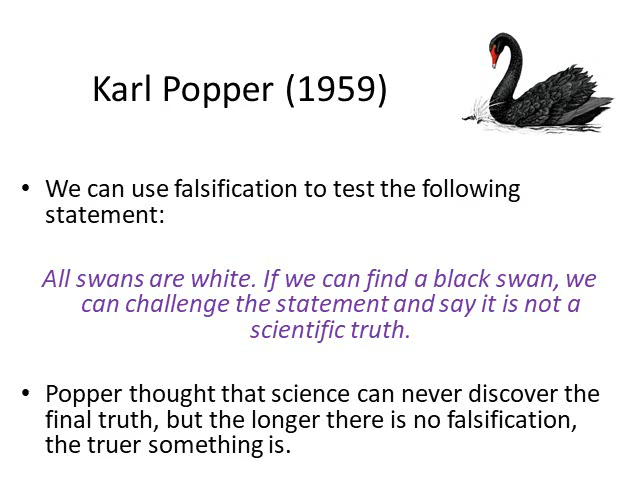 Karl Popper (1959)
• We can use falsification to test the following
statement:
All swans are white. If we can find a black swan, we
can challenge the statement and say it is not a
scientific truth.
• Popper thought that science can never discover the
final truth, but the longer there is no falsification,
the truer something is.